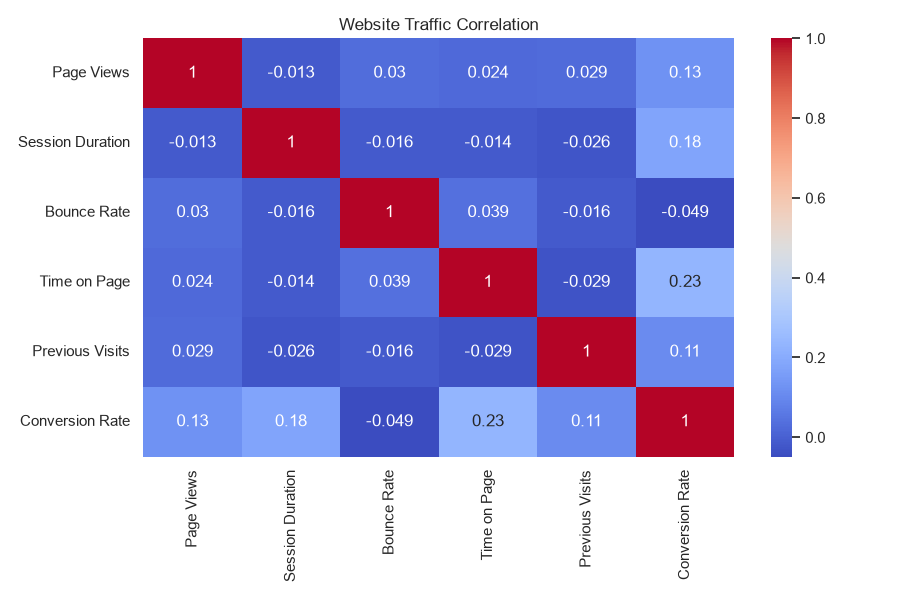 Website Traffic Correlation
Page Views 1 -0.013 0.03 0.024 0.029 0.13
Session Duration -0.013 1 -0.016 -0.014 -0.026 0.18
Bounce Rate 0.03 -0.016 1 0.039 -0.016 -0.049
Time on Page 0.024 -0.014 0.039 1 -0.029 0.23
Previous Visits 0.029 -0.026 -0.016 -0.029 1 0.11
Conversion Rate 0.13 0.18 -0.049 0.23 0.11 1
Page Views
Session Duration
Bounce Rate
Time on Page
Previous Visits
Conversion Rate
1.0
0.8
0.6
0.4
0.2
0.0